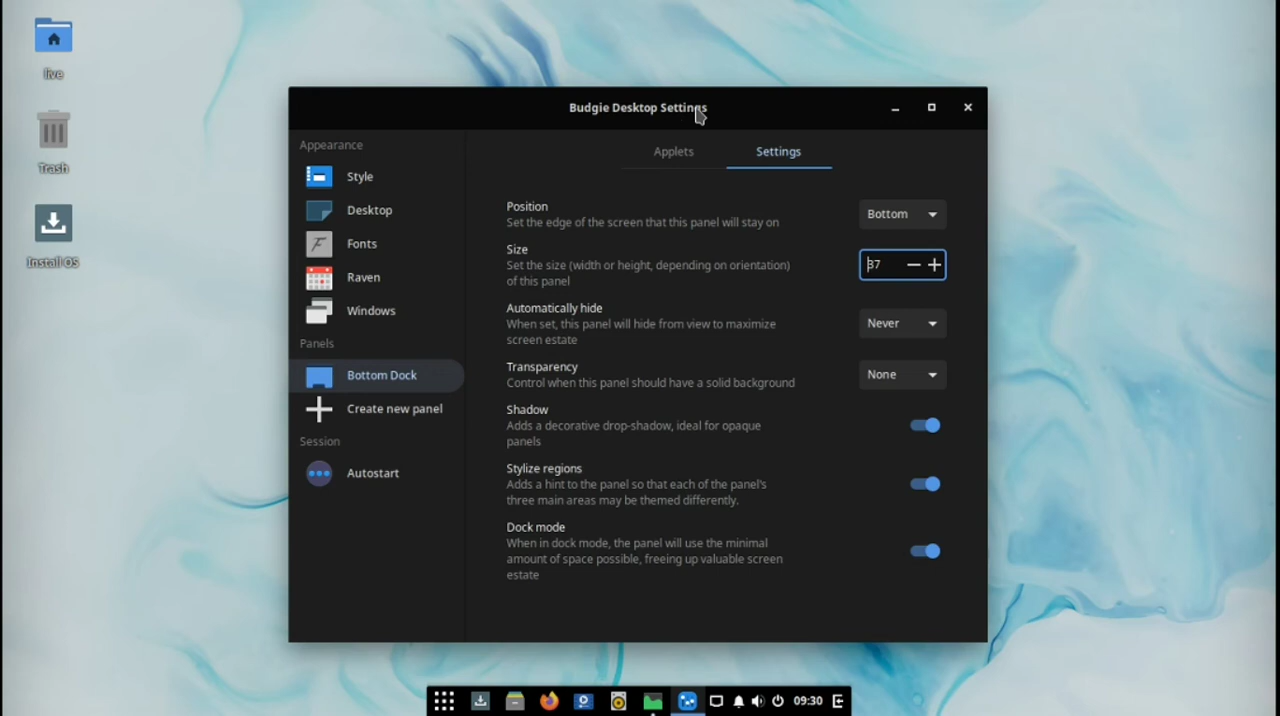 live
Trash
Install OS
Budgie Desktop Settings
Appearance
Style
Desktop
Fonts
Raven
Windows
Panels
Bottom Dock
Create new panel
Session
Autostart
Applets
Settings
Position
Set the edge of the screen that this panel will stay on
Bottom
Size
Set the size (width or height, depending on orientation)
of this panel
37
Automatically hide
When set, this panel will hide from view to maximize
screen estate
Never
Transparency
Control when this panel should have a solid background
None
Shadow
Adds a decorative drop-shadow, ideal for opaque
panels
Stylize regions
Adds a hint to the panel so that each of the panel's
three main areas may be themed differently.
Dock mode
When in dock mode, the panel will use the minimal
amount of space possible, freeing up valuable screen
estate
09:30